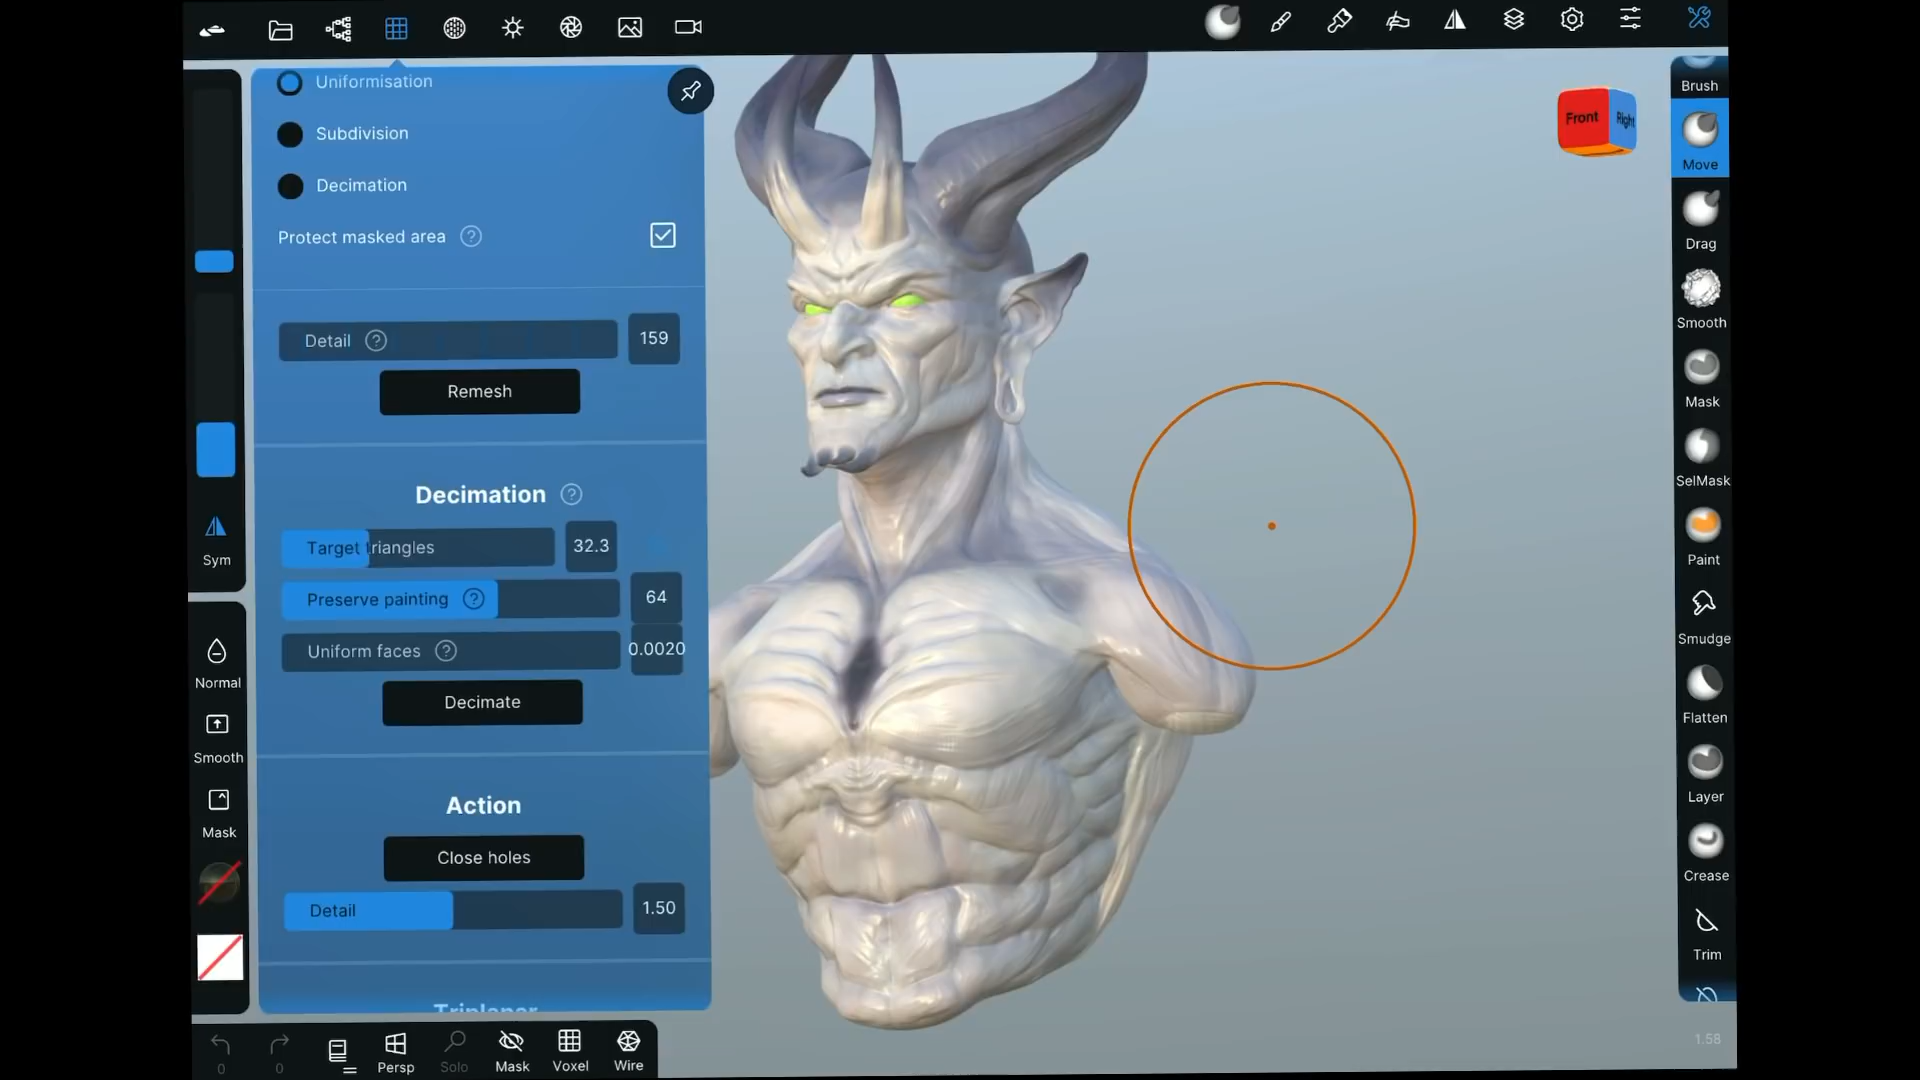 Uniformisation
Subdivision
Decimation
Protect masked area ?
Detail ? 159
Remesh
Decimation ?
Target triangles 32.3
Preserve painting ? 64
Uniform faces ? 0.0020
Decimate
Action
Close holes
Detail 1.50
Triplanar
Sym
Normal
Smooth
Mask
0
0
Persp
Solo
Mask
Voxel
Wire
Front
Right
Brush
Move
Drag
Smooth
Mask
SelMask
Paint
Smudge
Flatten
Layer
Crease
Trim
1.58